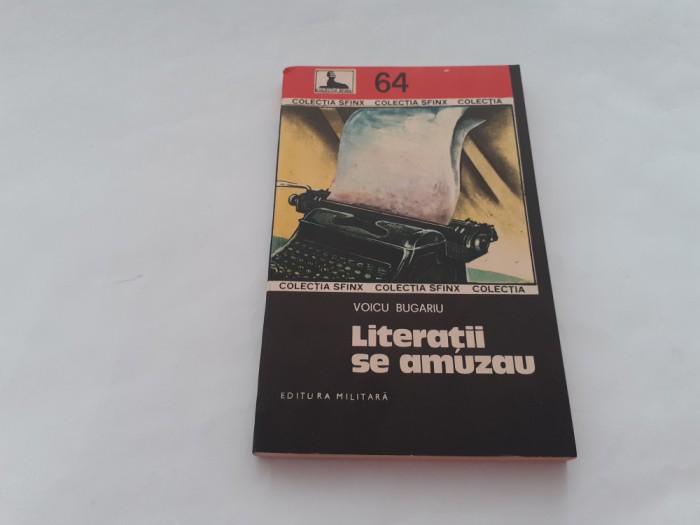 64
COLECȚIA SFINX COLECȚIA SFINX COLECȚIA
COLECȚIA SFINX COLECȚIA SFINX COLECȚIA
VOICU BUGARIU
Literații
se amuzau
EDITURA MILITARĂ